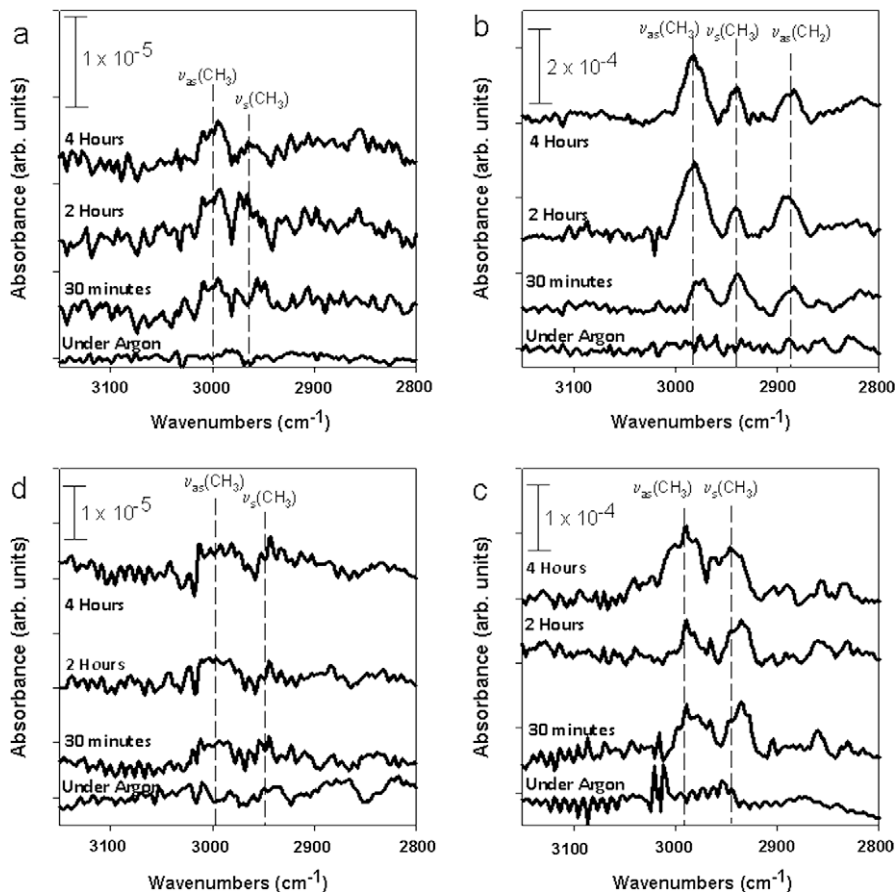 a
1 x 10⁻⁵
νas(CH3)
νs(CH3)
4 Hours
2 Hours
30 minutes
Under Argon
Absorbance (arb. units)
3100 3000 2900 2800
Wavenumbers (cm⁻¹)
b
2 x 10⁻⁴
νas(CH3) νs(CH3) νas(CH2)
4 Hours
2 Hours
30 minutes
Under Argon
Absorbance (arb. units)
3100 3000 2900 2800
Wavenumbers (cm⁻¹)
d
1 x 10⁻⁵
νas(CH3)
νs(CH3)
4 Hours
2 Hours
30 minutes
Under Argon
Absorbance (arb. units)
3100 3000 2900 2800
Wavenumbers (cm⁻¹)
c
1 x 10⁻⁴
νas(CH3) νs(CH3)
4 Hours
2 Hours
30 minutes
Under Argon
Absorbance (arb. units)
3100 3000 2900 2800
Wavenumbers (cm⁻¹)